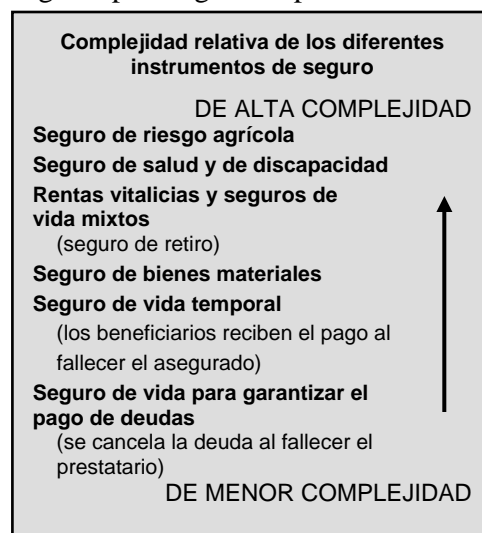 Complejidad relativa de los diferentes
instrumentos de seguro
DE ALTA COMPLEJIDAD
Seguro de riesgo agrícola
Seguro de salud y de discapacidad
Rentas vitalicias y seguros de
vida mixtos
(seguro de retiro)
Seguro de bienes materiales
Seguro de vida temporal
(los beneficiarios reciben el pago al
fallecer el asegurado)
Seguro de vida para garantizar el
pago de deudas
(se cancela la deuda al fallecer el
prestatario)
DE MENOR COMPLEJIDAD